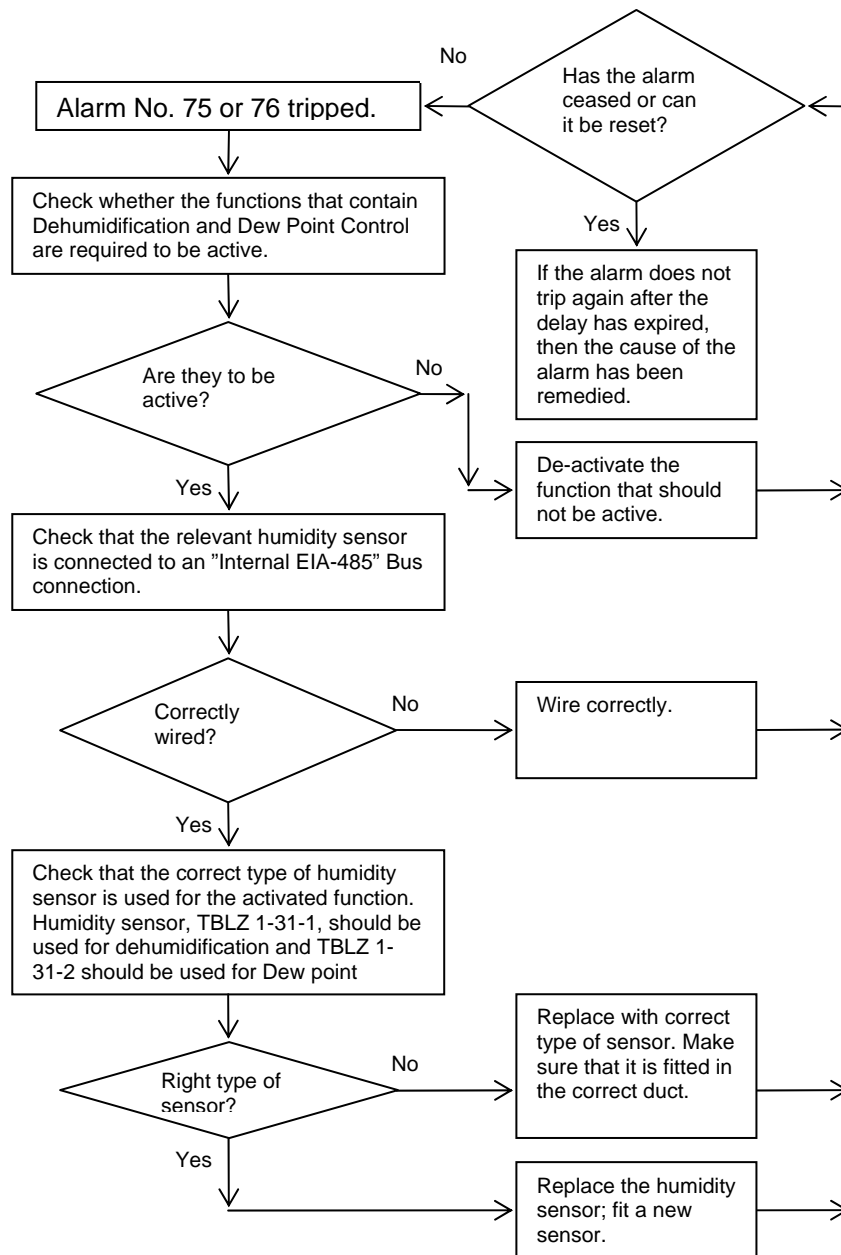 No
Has the alarm
ceased or can
it be reset?
Alarm No. 75 or 76 tripped.
Check whether the functions that contain
Dehumidification and Dew Point Control
are required to be active.
Yes
If the alarm does not
trip again after the
delay has expired,
then the cause of the
alarm has been
remedied.
Are they to be
active?
No
De-activate the
function that should
not be active.
Yes
Check that the relevant humidity sensor
is connected to an ”Internal EIA-485” Bus
connection.
Correctly
wired?
No
Wire correctly.
Yes
Check that the correct type of humidity
sensor is used for the activated function.
Humidity sensor, TBLZ 1-31-1, should be
used for dehumidification and TBLZ 1-
31-2 should be used for Dew point
Right type of
sensor?
No
Replace with correct
type of sensor. Make
sure that it is fitted in
the correct duct.
Yes
Replace the humidity
sensor; fit a new
sensor.